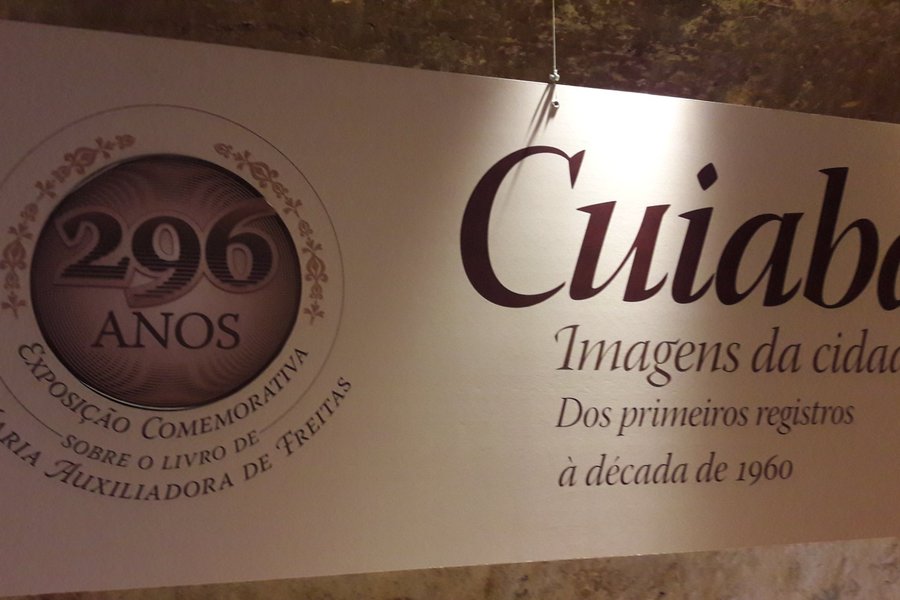 296
ANOS
EXPOSIÇÃO COMEMORATIVA
SOBRE O LIVRO DE
AUXILIADORA DE FREITAS
Imagens da
Dos primeiros registros
à década de 1960